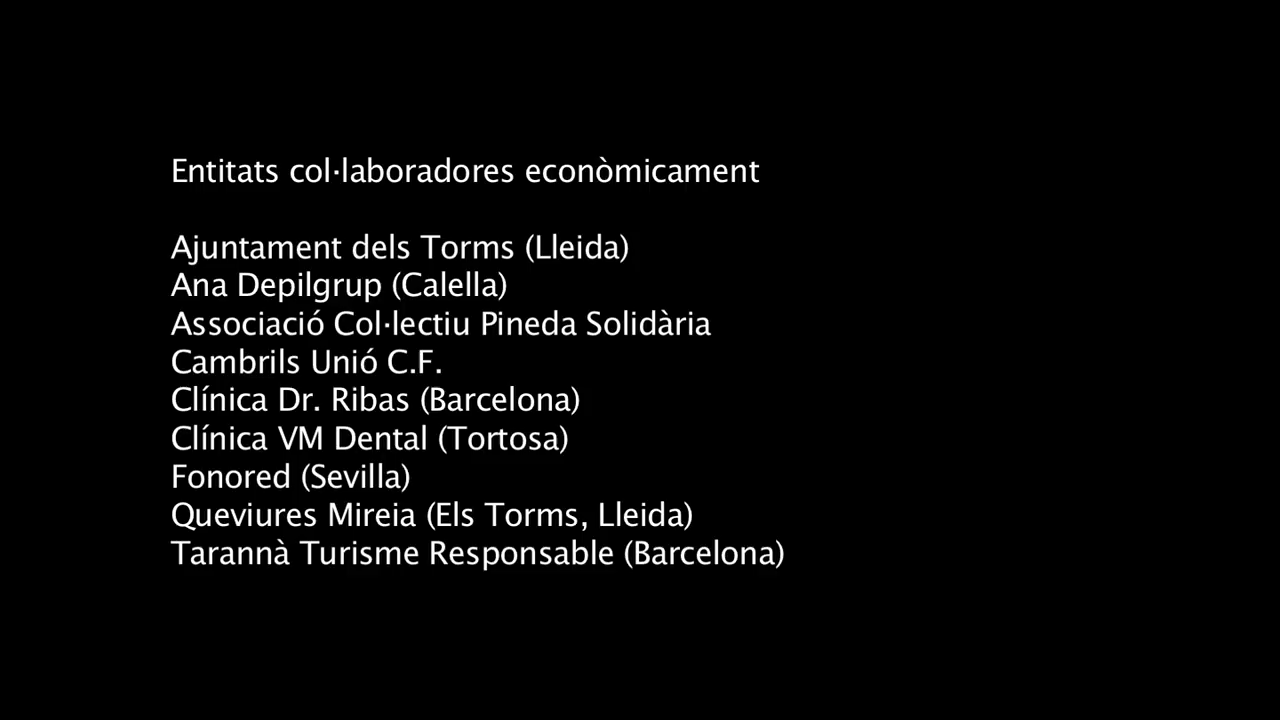 Entitats col·laboradores econòmicament
Ajuntament dels Torms (Lleida)
Ana Depilgrup (Calella)
Associació Col·lectiu Pineda Solidària
Cambrils Unió C.F.
Clínica Dr. Ribas (Barcelona)
Clínica VM Dental (Tortosa)
Fonored (Sevilla)
Queviures Mireia (Els Torms, Lleida)
Tarannà Turisme Responsable (Barcelona)